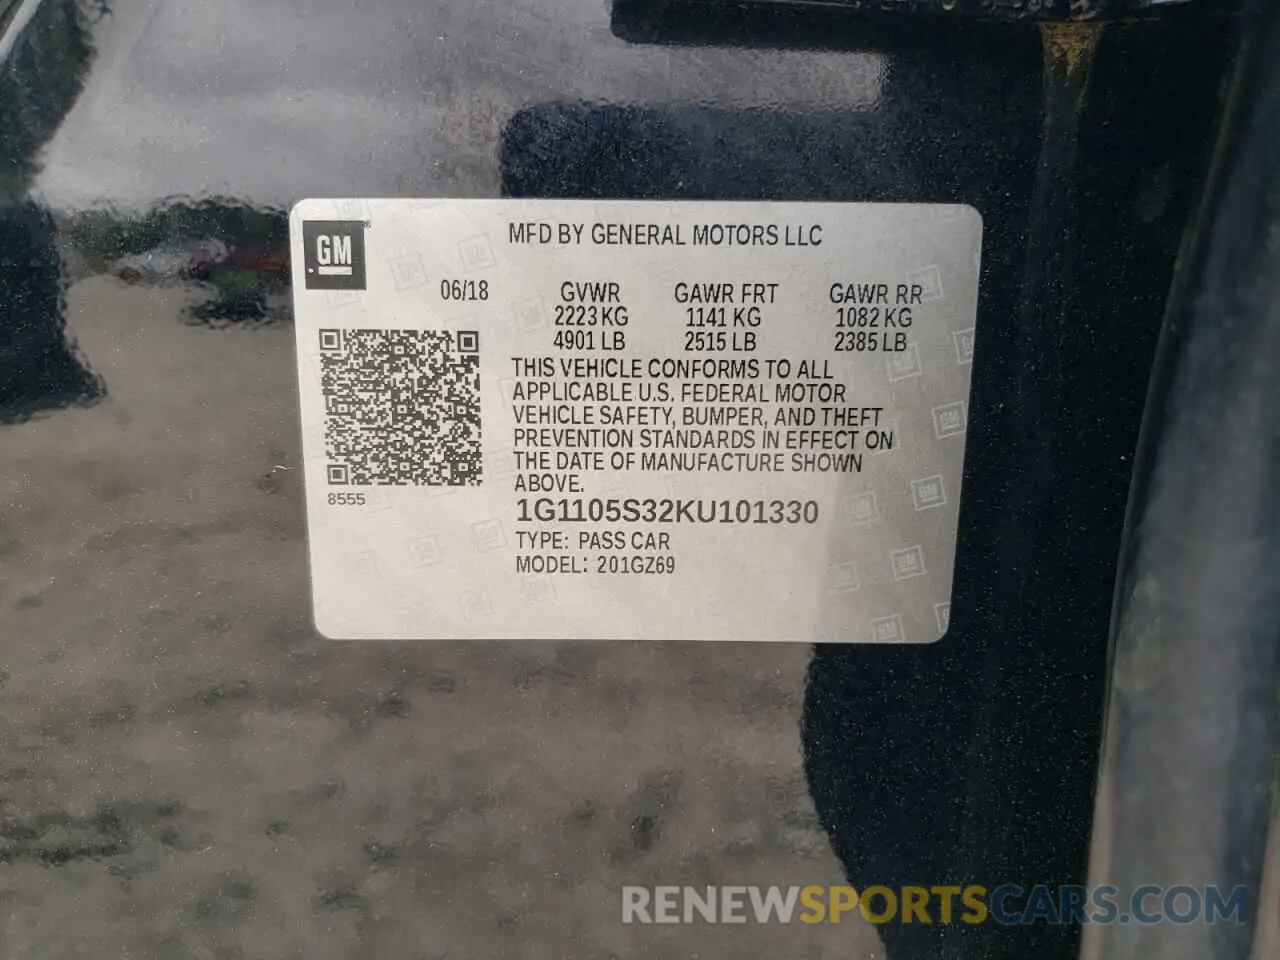 GM
MFD BY GENERAL MOTORS LLC
06/18 GVWR GAWR FRT GAWR RR
2223 KG 1141 KG 1082 KG
4901 LB 2515 LB 2385 LB
THIS VEHICLE CONFORMS TO ALL
APPLICABLE U.S. FEDERAL MOTOR
VEHICLE SAFETY, BUMPER, AND THEFT
PREVENTION STANDARDS IN EFFECT ON
THE DATE OF MANUFACTURE SHOWN
ABOVE.
8555
1G1105S32KU101330
TYPE: PASS CAR
MODEL: 201GZ69
RENEWSPORTSCARS.COM